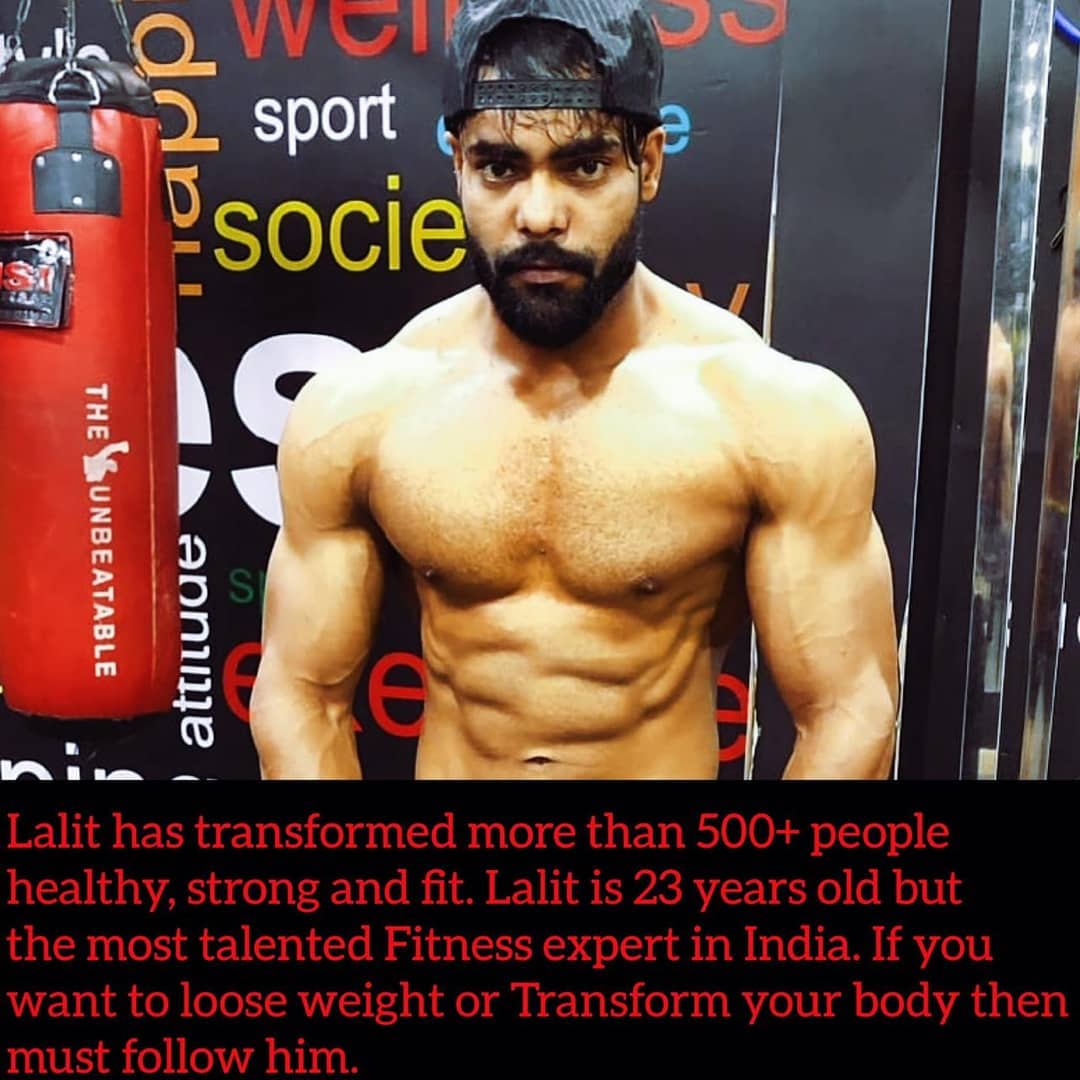 sport
socie
THE UNBEATABLE
attitude
Lalit has transformed more than 500+ people
healthy, strong and fit. Lalit is 23 years old but
the most talented Fitness expert in India. If you
want to loose weight or Transform your body then
must follow him.